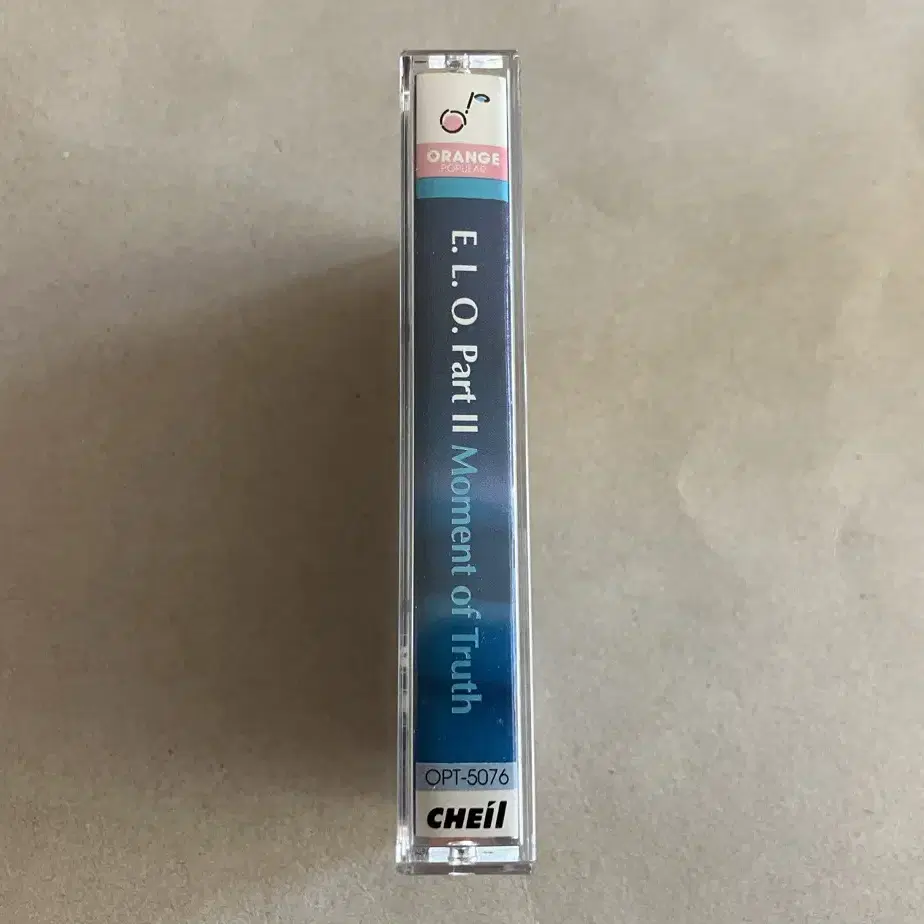 ORANGE
POPULAR
E. L. O. Part II Moment of Truth
OPT-5076
CHEíl